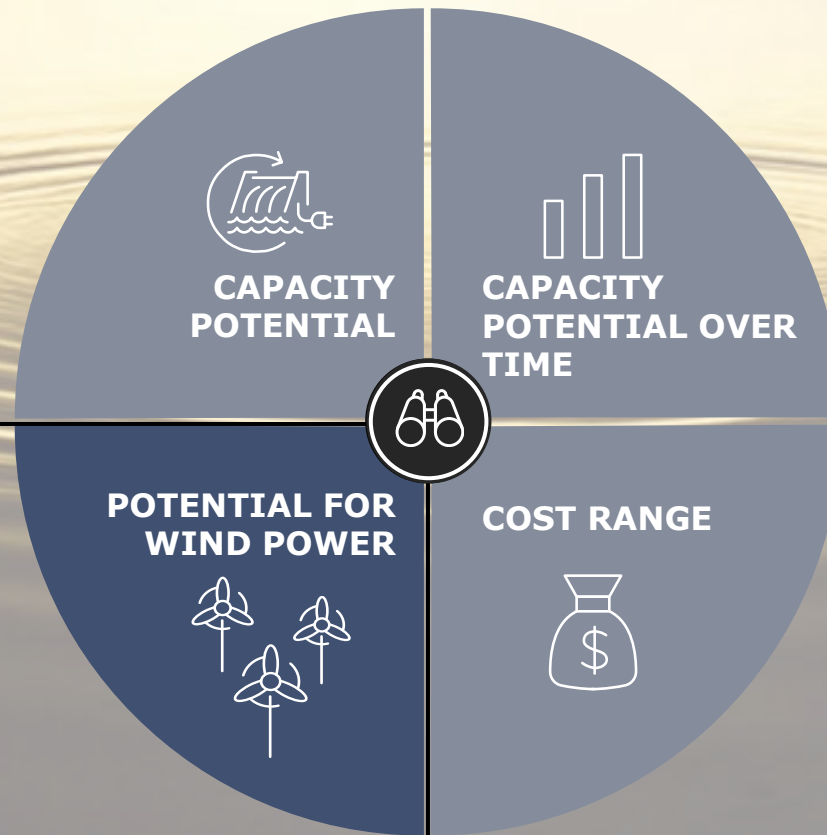 CAPACITY
POTENTIAL
CAPACITY
POTENTIAL OVER
TIME
POTENTIAL FOR
WIND POWER
COST RANGE
$